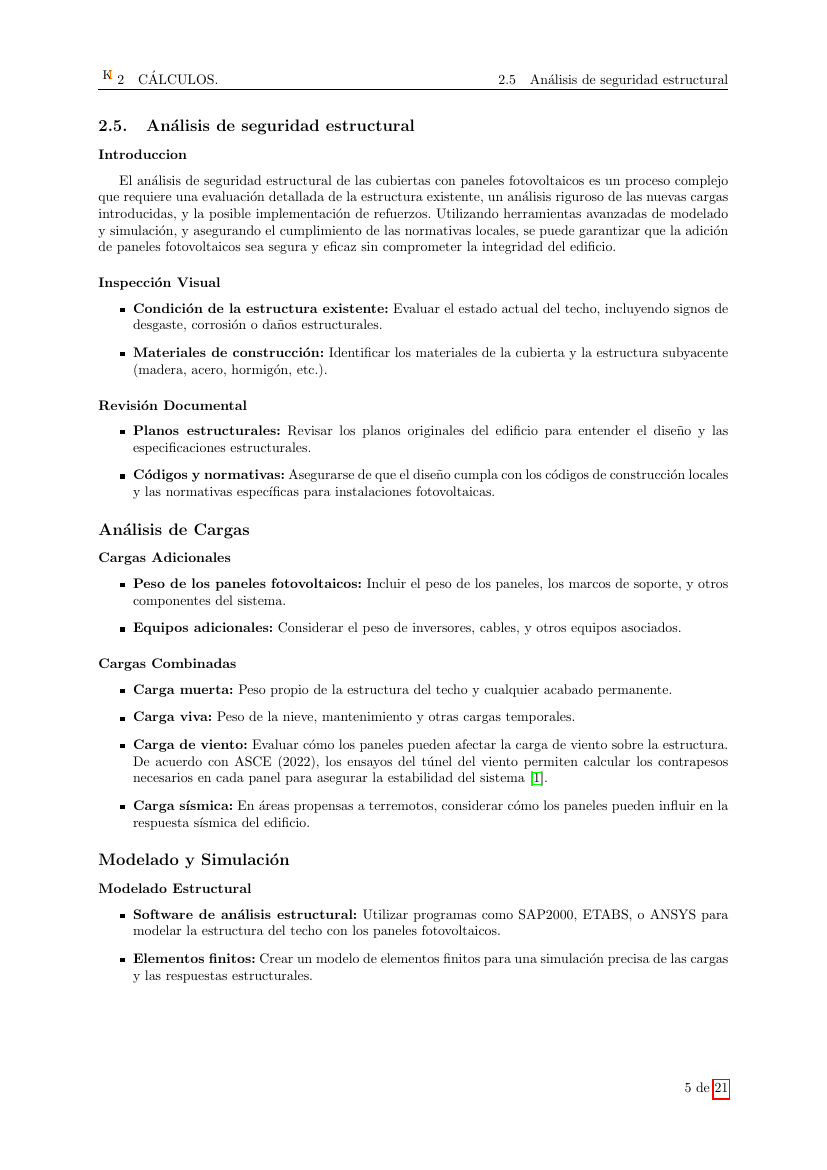 K 2 CÁLCULOS. 2.5 Análisis de seguridad estructural
2.5. Análisis de seguridad estructural
Introduccion
El análisis de seguridad estructural de las cubiertas con paneles fotovoltaicos es un proceso complejo
que requiere una evaluación detallada de la estructura existente, un análisis riguroso de las nuevas cargas
introducidas, y la posible implementación de refuerzos. Utilizando herramientas avanzadas de modelado
y simulación, y asegurando el cumplimiento de las normativas locales, se puede garantizar que la adición
de paneles fotovoltaicos sea segura y eficaz sin comprometer la integridad del edificio.
Inspección Visual
▪ Condición de la estructura existente: Evaluar el estado actual del techo, incluyendo signos de
desgaste, corrosión o daños estructurales.
▪ Materiales de construcción: Identificar los materiales de la cubierta y la estructura subyacente
(madera, acero, hormigón, etc.).
Revisión Documental
▪ Planos estructurales: Revisar los planos originales del edificio para entender el diseño y las
especificaciones estructurales.
▪ Códigos y normativas: Asegurarse de que el diseño cumpla con los códigos de construcción locales
y las normativas específicas para instalaciones fotovoltaicas.
Análisis de Cargas
Cargas Adicionales
▪ Peso de los paneles fotovoltaicos: Incluir el peso de los paneles, los marcos de soporte, y otros
componentes del sistema.
▪ Equipos adicionales: Considerar el peso de inversores, cables, y otros equipos asociados.
Cargas Combinadas
▪ Carga muerta: Peso propio de la estructura del techo y cualquier acabado permanente.
▪ Carga viva: Peso de la nieve, mantenimiento y otras cargas temporales.
▪ Carga de viento: Evaluar cómo los paneles pueden afectar la carga de viento sobre la estructura.
De acuerdo con ASCE (2022), los ensayos del túnel del viento permiten calcular los contrapesos
necesarios en cada panel para asegurar la estabilidad del sistema [1].
▪ Carga sísmica: En áreas propensas a terremotos, considerar cómo los paneles pueden influir en la
respuesta sísmica del edificio.
Modelado y Simulación
Modelado Estructural
▪ Software de análisis estructural: Utilizar programas como SAP2000, ETABS, o ANSYS para
modelar la estructura del techo con los paneles fotovoltaicos.
▪ Elementos finitos: Crear un modelo de elementos finitos para una simulación precisa de las cargas
y las respuestas estructurales.
5 de 21